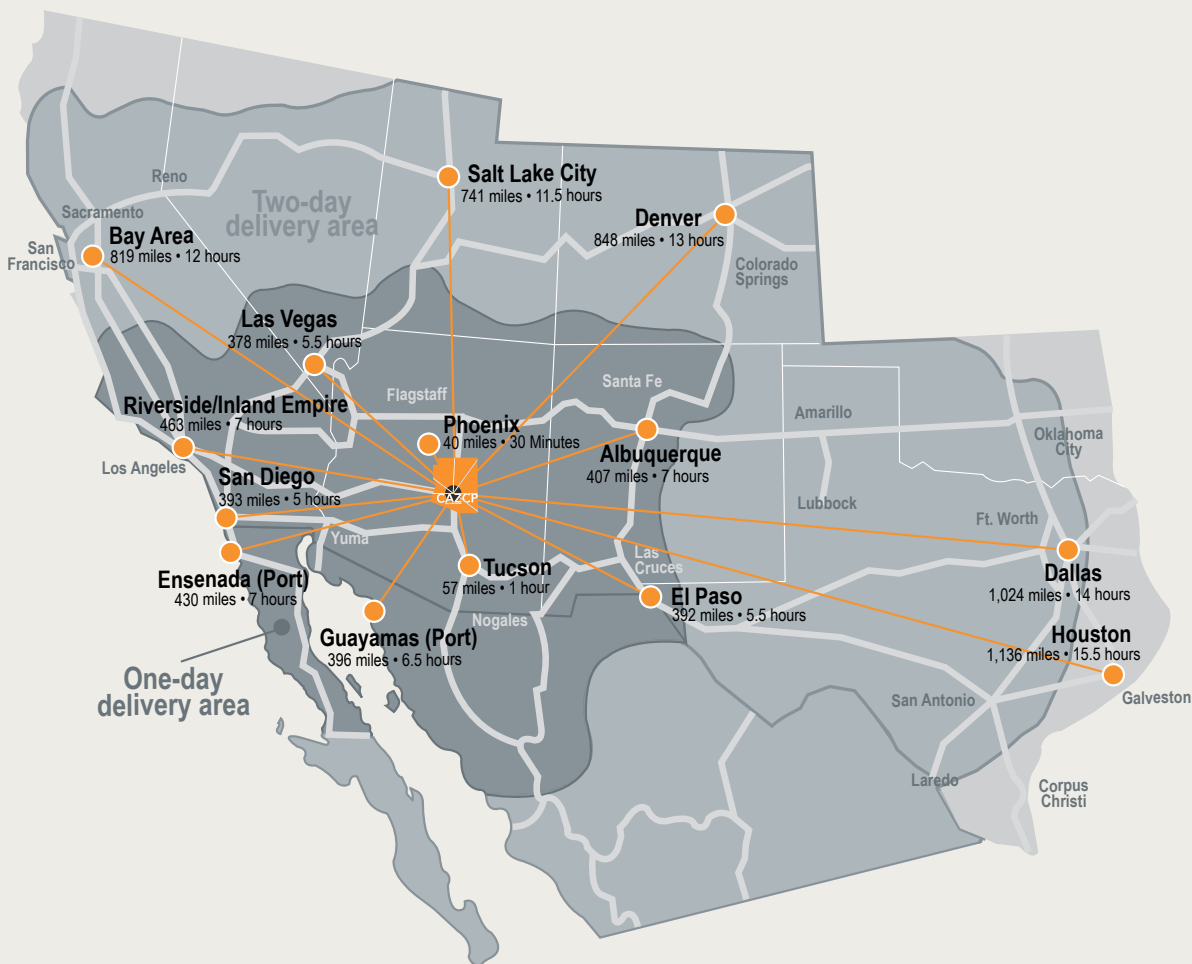 Salt Lake City
741 miles • 11.5 hours
Reno
Two-day
delivery area
Denver
848 miles • 13 hours
Sacramento
Bay Area
819 miles • 12 hours
San
Francisco
Colorado
Springs
Las Vegas
378 miles • 5.5 hours
Santa Fe
Flagstaff
Riverside/Inland Empire
463 miles • 7 hours
Amarillo
Phoenix
40 miles • 30 Minutes
Oklahoma
City
Albuquerque
407 miles • 7 hours
Los Angeles
San Diego
393 miles • 5 hours
CAZCP
Lubbock
Ft. Worth
Yuma
Las
Cruces
Tucson
57 miles • 1 hour
Dallas
1,024 miles • 14 hours
Ensenada (Port)
430 miles • 7 hours
El Paso
392 miles • 5.5 hours
Nogales
Guayamas (Port)
396 miles • 6.5 hours
Houston
1,136 miles • 15.5 hours
One-day
delivery area
San Antonio
Galveston
Laredo
Corpus
Christi